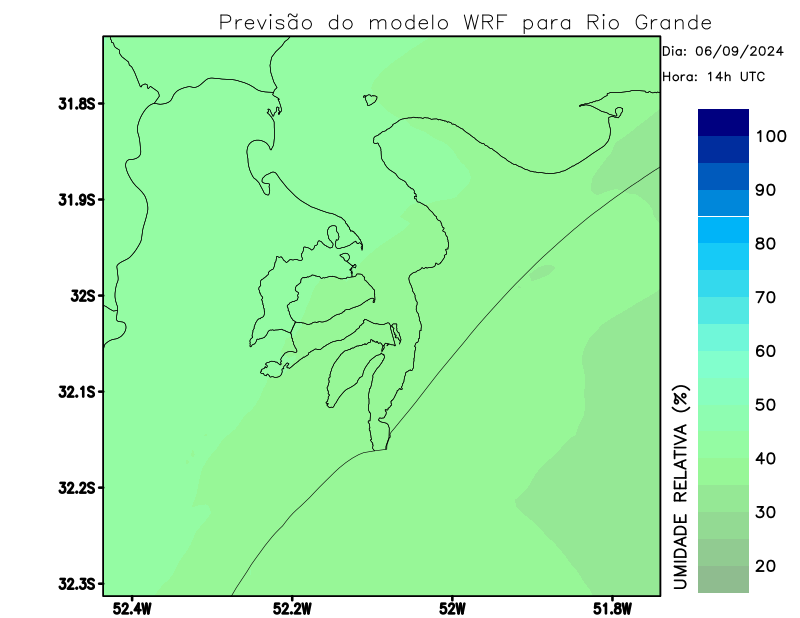 Previsão do modelo WRF para Rio Grande
Dia: 06/09/2024
Hora: 14h UTC
31.8S
31.9S
32S
32.1S
32.2S
32.3S
52.4W
52.2W
52W
51.8W
UMIDADE RELATIVA (%)
100
90
80
70
60
50
40
30
20